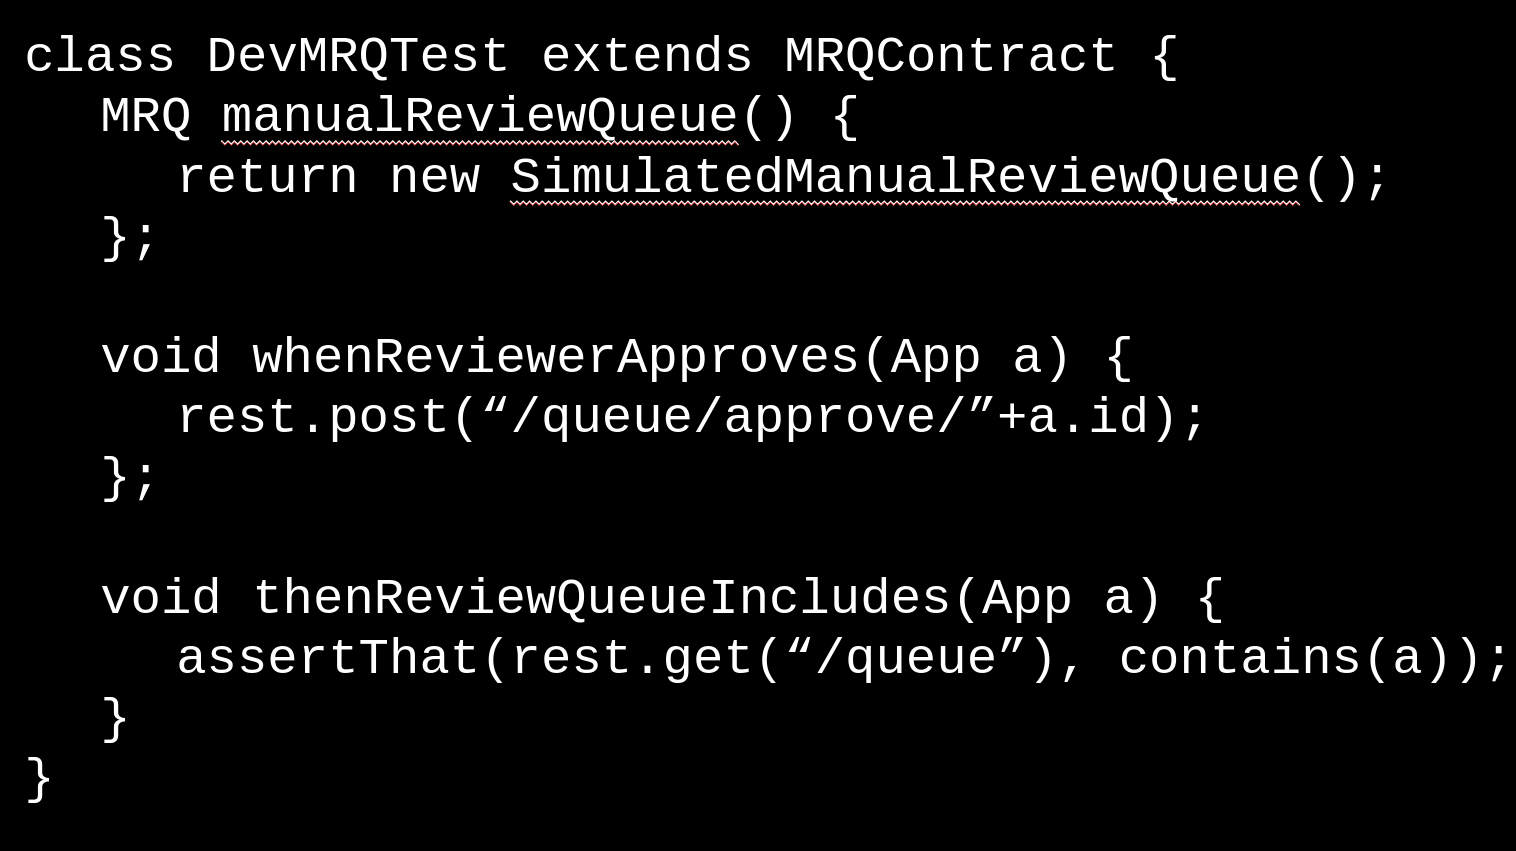 class DevMRQTest extends MRQContract {
   MRQ manualReviewQueue() {
      return new SimulatedManualReviewQueue();
   };

   void whenReviewerApproves(App a) {
      rest.post(“/queue/approve/”+a.id);
   };

   void thenReviewQueueIncludes(App a) {
      assertThat(rest.get(“/queue”), contains(a));
   }
}